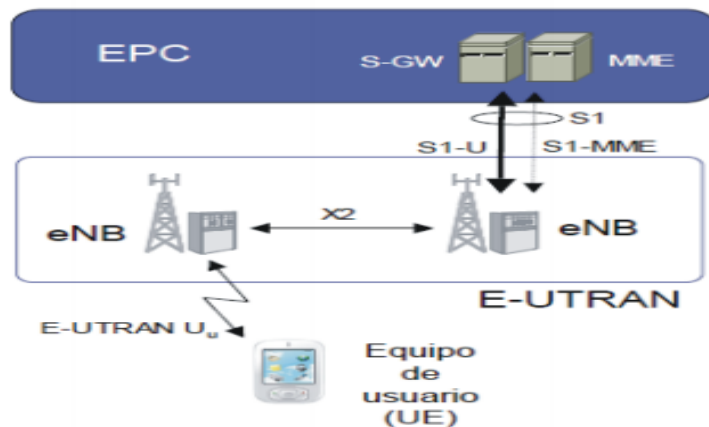 EPC
S-GW
MME
S1
S1-U
S1-MME
X2
eNB
eNB
E-UTRAN
E-UTRAN Uu
Equipo
de
usuario
(UE)